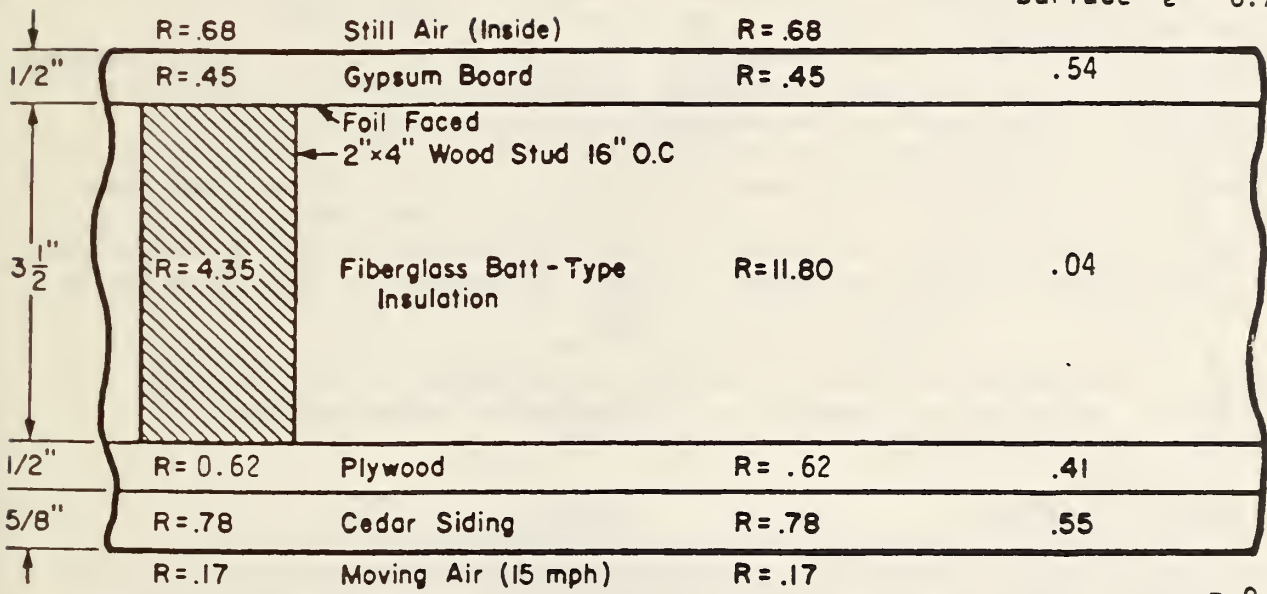 R=.68 Still Air (Inside) R=.68
1/2" R=.45 Gypsum Board R=.45 .54
Foil Faced
2"x4" Wood Stud 16" O.C
3 1/2" R=4.35 Fiberglass Batt-Type R=11.80 .04
Insulation
1/2" R=0.62 Plywood R=.62 .41
5/8" R=.78 Cedar Siding R=.78 .55
R=.17 Moving Air (15 mph) R=.17